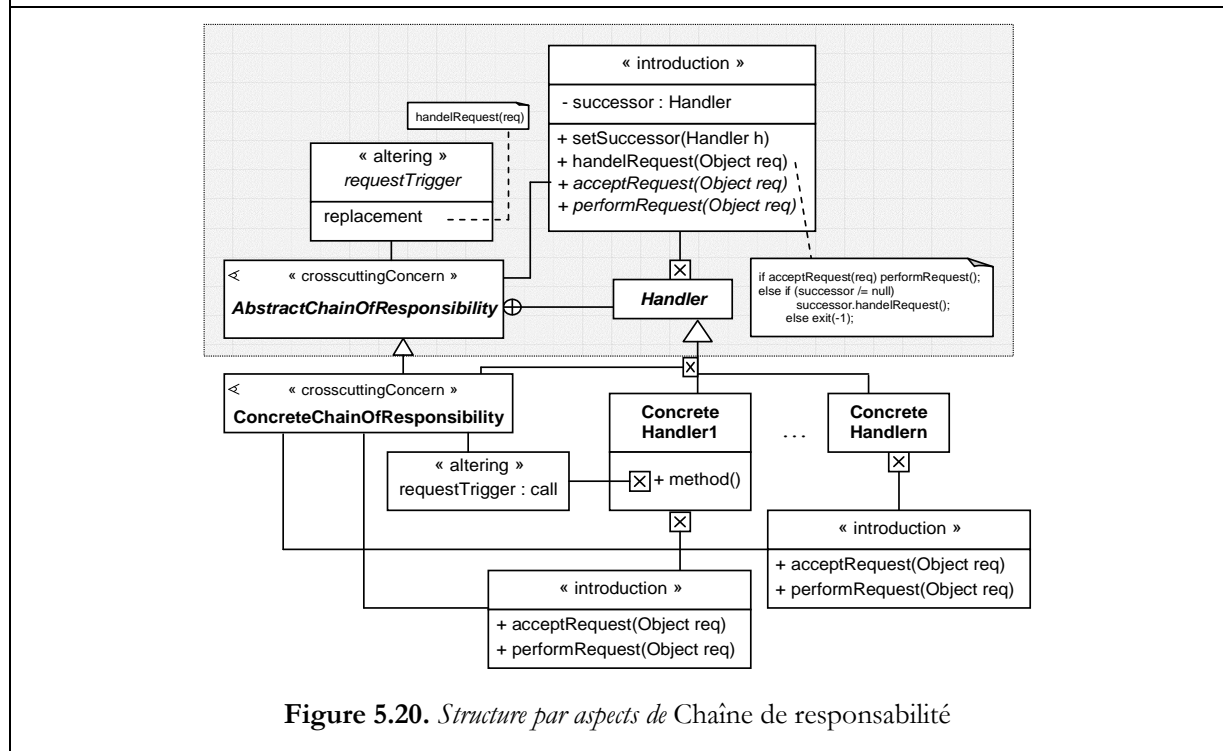 « introduction »
- successor : Handler
+ setSuccessor(Handler h)
+ handelRequest(Object req)
+ acceptRequest(Object req)
+ performRequest(Object req)
handelRequest(req)
« altering »
requestTrigger
replacement
« crosscuttingConcern »
AbstractChainOfResponsibility
Handler
if acceptRequest(req) performRequest();
else if (successor /= null)
successor.handelRequest();
else exit(-1);
« crosscuttingConcern »
ConcreteChainOfResponsibility
Concrete
Handler1
+ method()
...
Concrete
Handlern
« altering »
requestTrigger : call
« introduction »
+ acceptRequest(Object req)
+ performRequest(Object req)
« introduction »
+ acceptRequest(Object req)
+ performRequest(Object req)
Figure 5.20. Structure par aspects de Chaîne de responsabilité